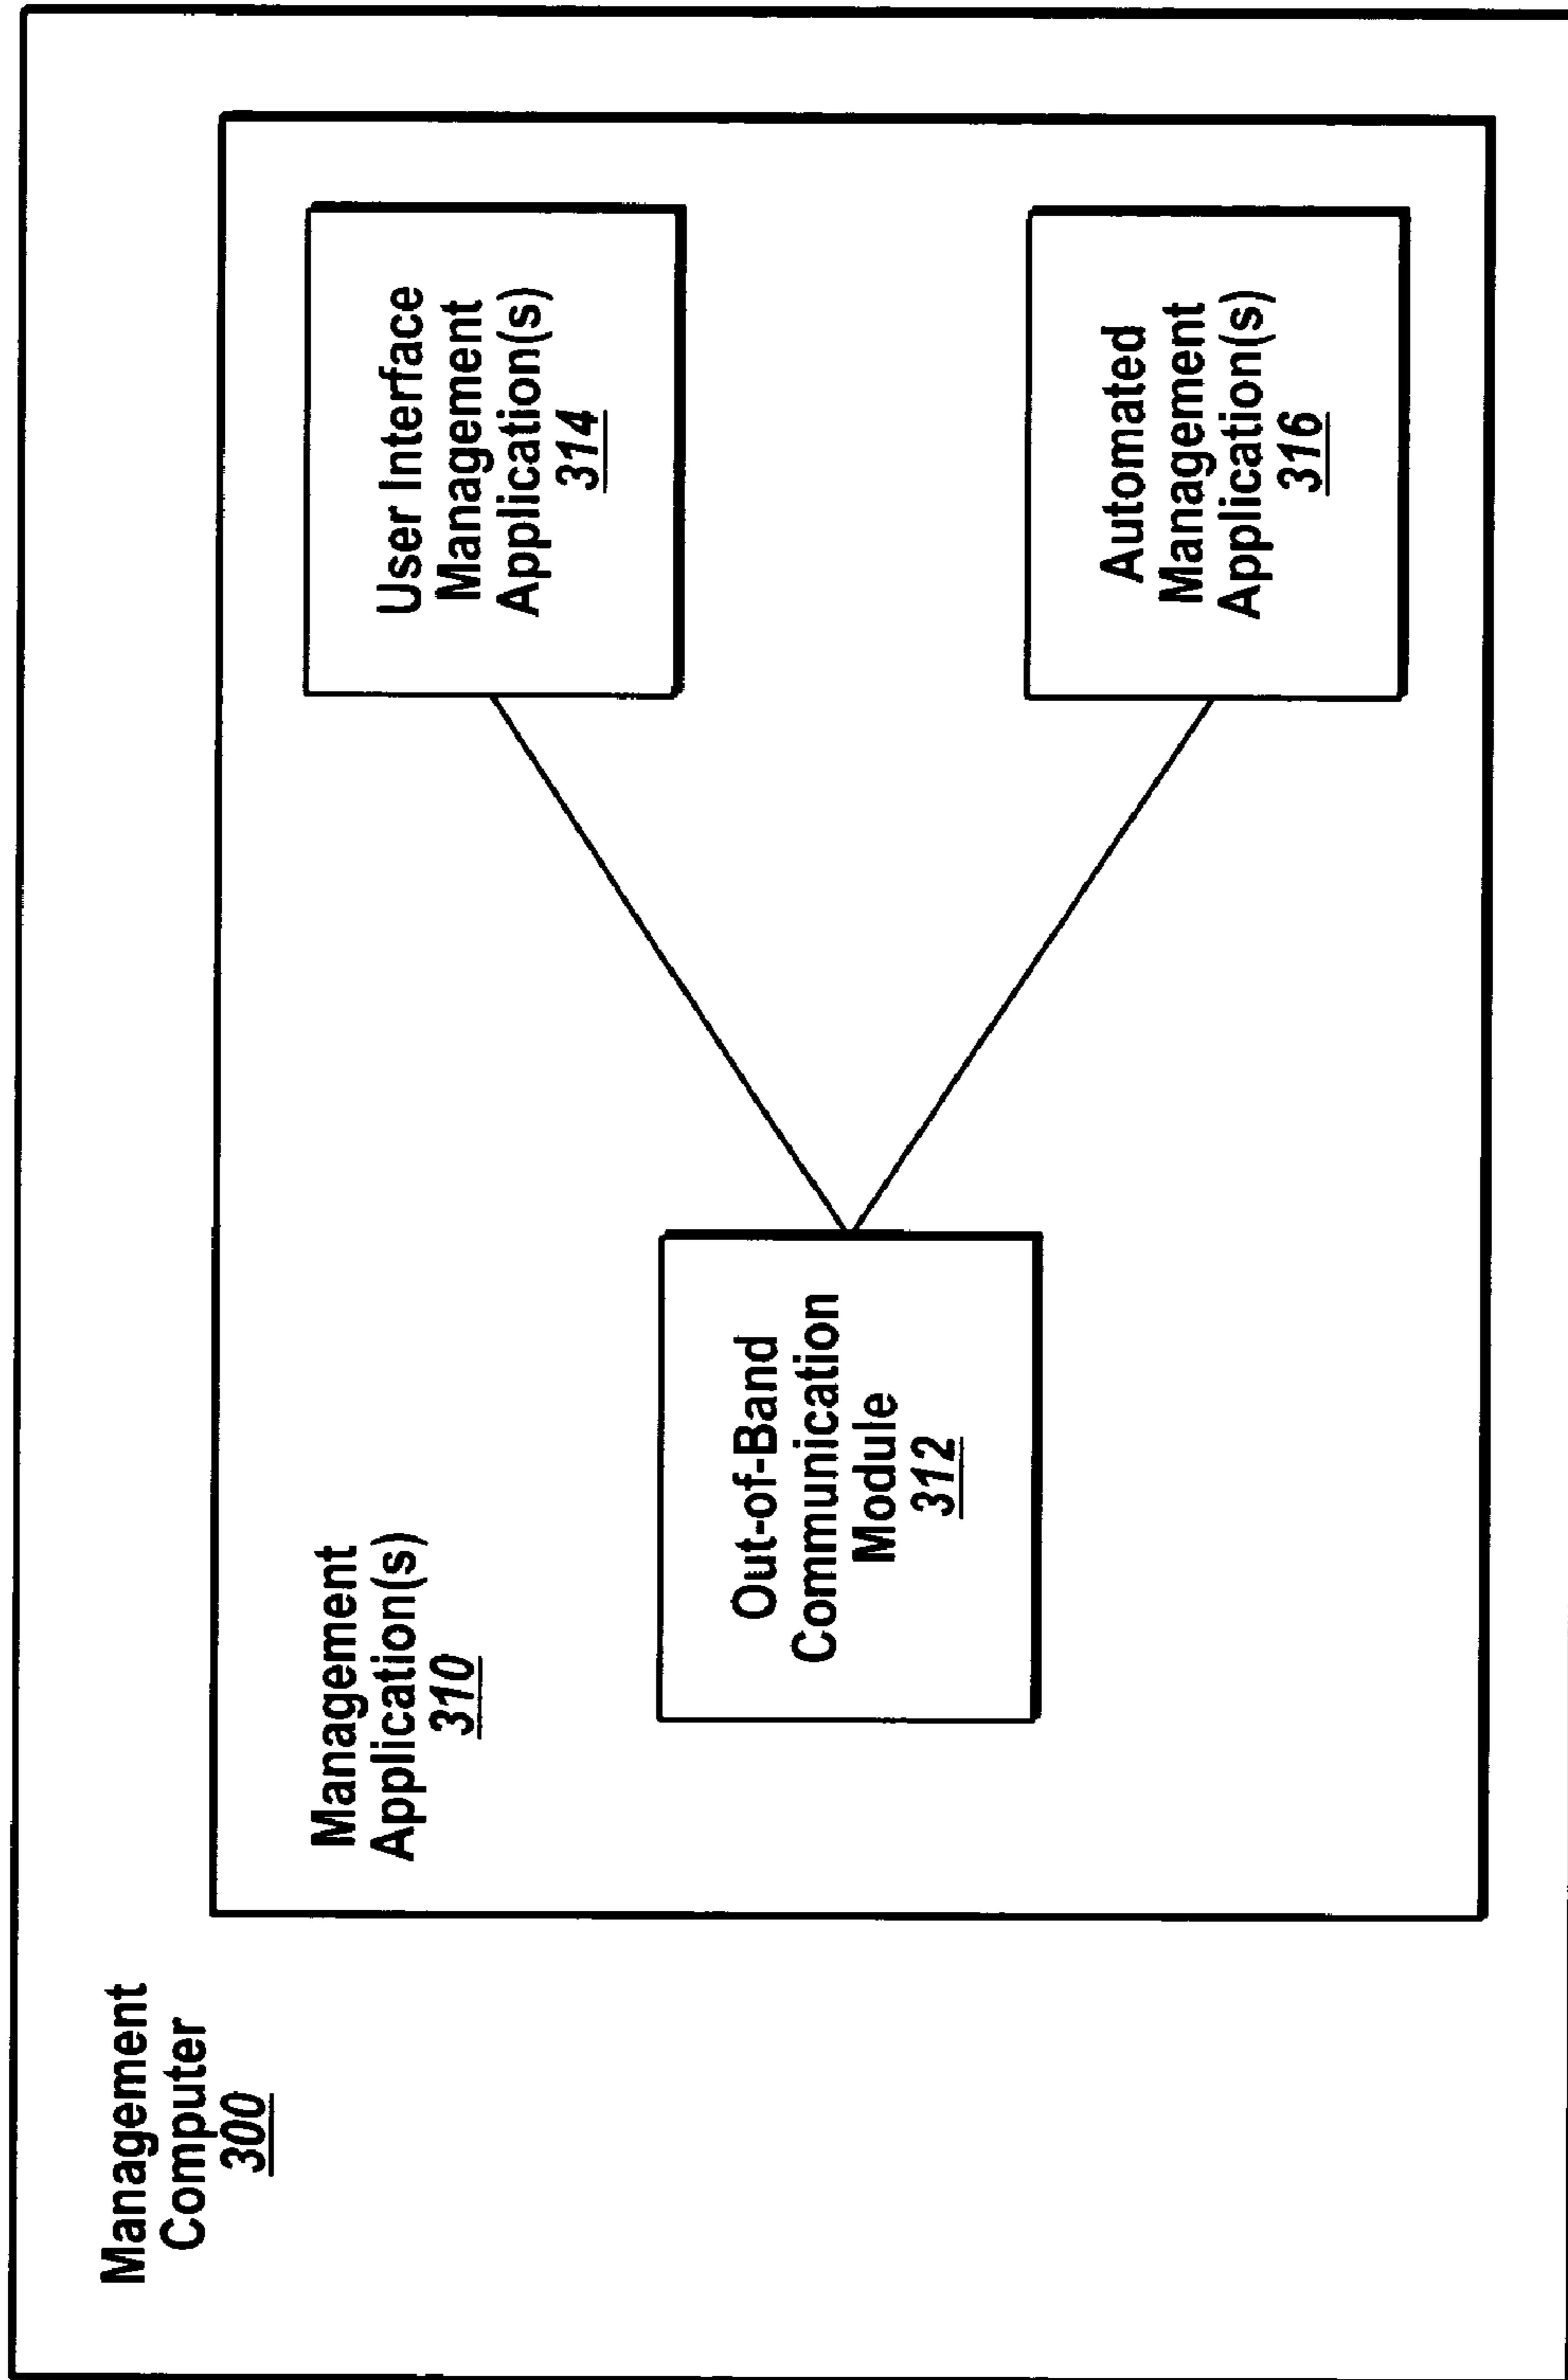 Management
Computer
300
Management
Application(s)
310
Out-of-Band
Communication
Module
312
User Interface
Management
Application(s)
314
Automated
Management
Application(s)
316